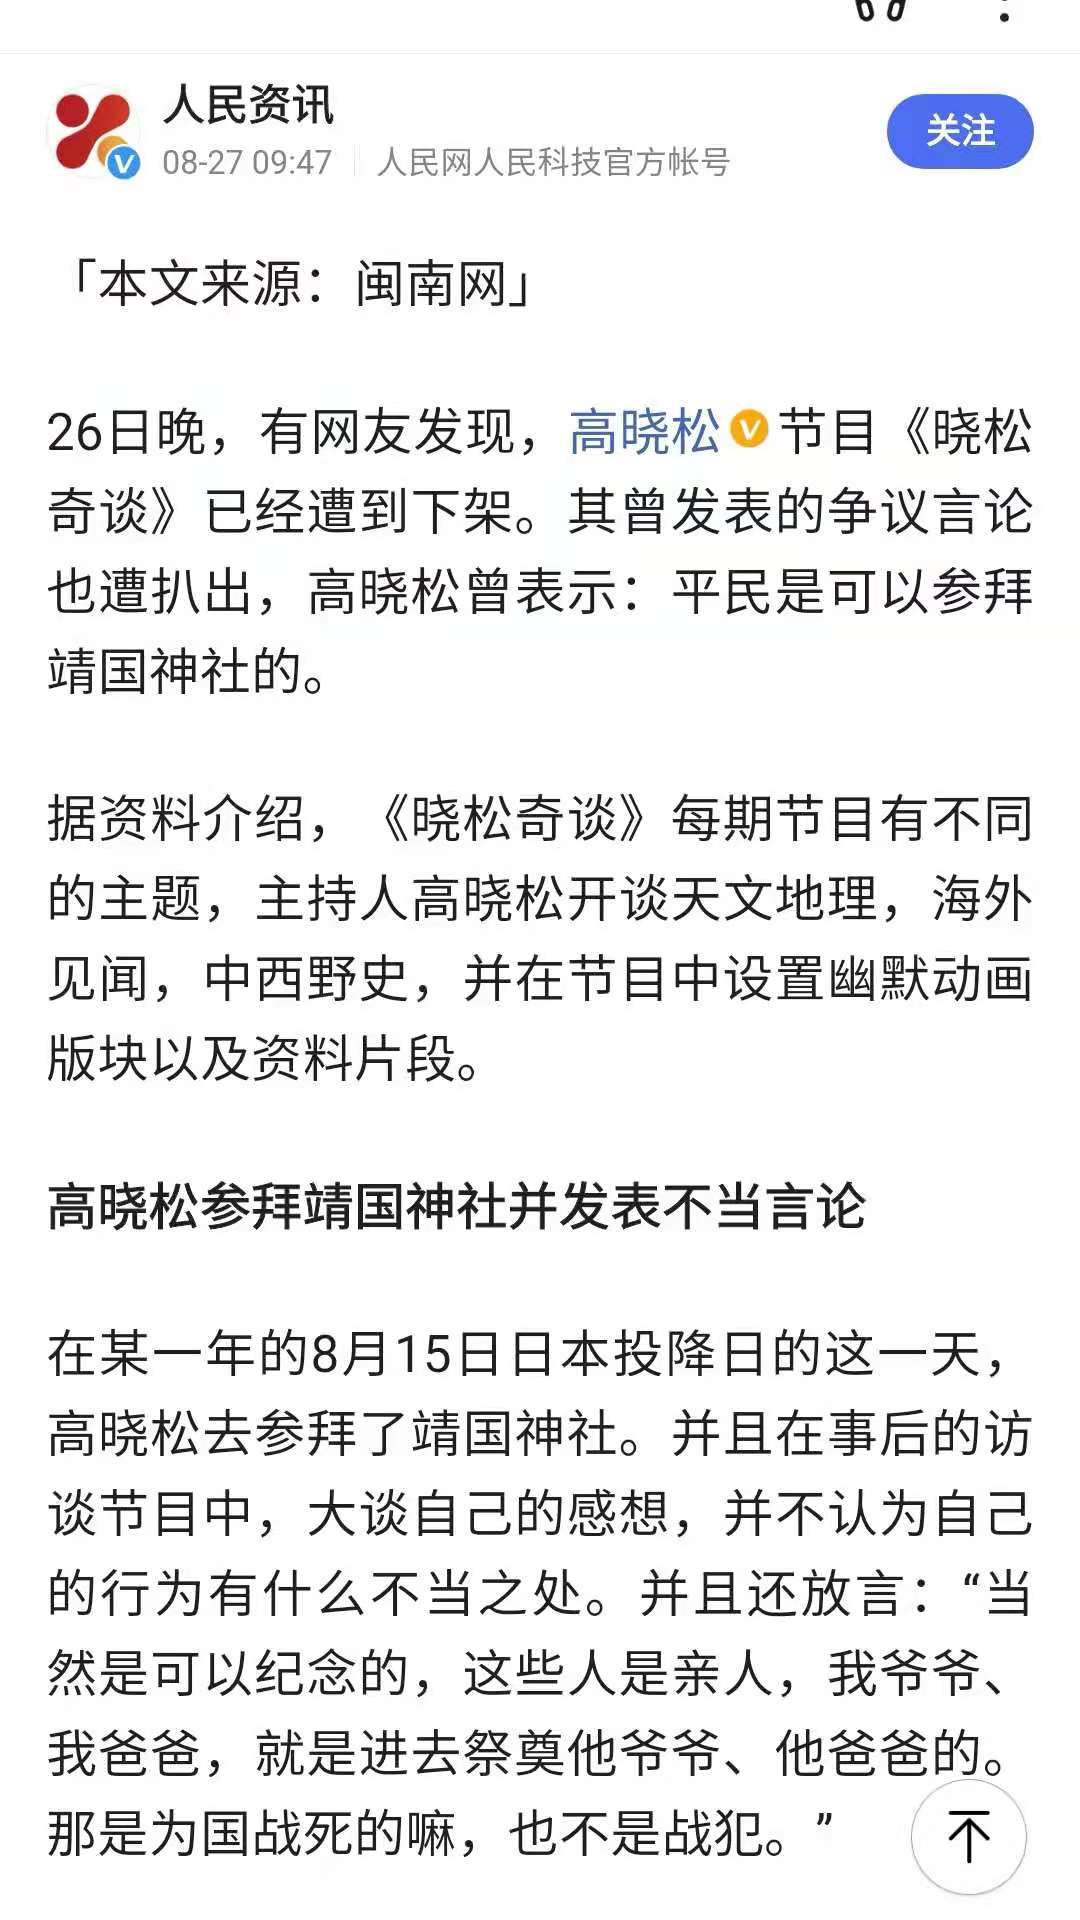 人民资讯
关注
08-27 09:47 人民网人民科技官方帐号
「本文来源：闽南网」
26日晚，有网友发现，高晓松节目《晓松
奇谈》已经遭到下架。其曾发表的争议言论
也遭扒出，高晓松曾表示：平民是可以参拜
靖国神社的。
据资料介绍，《晓松奇谈》每期节目有不同
的主题，主持人高晓松开谈天文地理，海外
见闻，中西野史，并在节目中设置幽默动画
版块以及资料片段。
高晓松参拜靖国神社并发表不当言论
在某一年的8月15日日本投降日的这一天，
高晓松去参拜了靖国神社。并且在事后的访
谈节目中，大谈自己的感想，并不认为自己
的行为有什么不当之处。并且还放言：“当
然是可以纪念的，这些人是亲人，我爷爷、
我爸爸，就是进去祭奠他爷爷、他爸爸的。
那是为国战死的嘛，也不是战犯。”